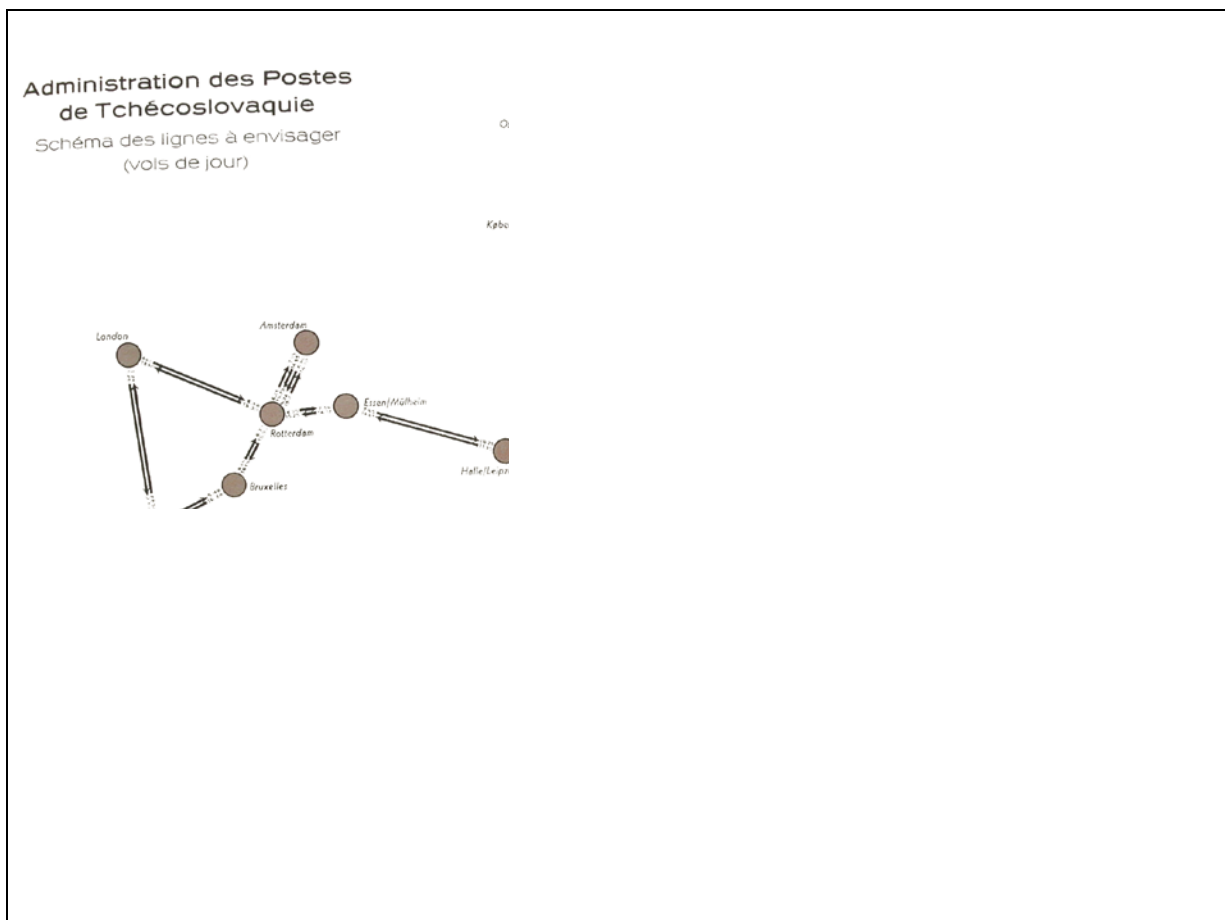 Administration des Postes
de Tchécoslovaquie
Schéma des lignes à envisager
(vols de jour)
London
Amsterdam
Essen/Mülheim
Rotterdam
Bruxelles